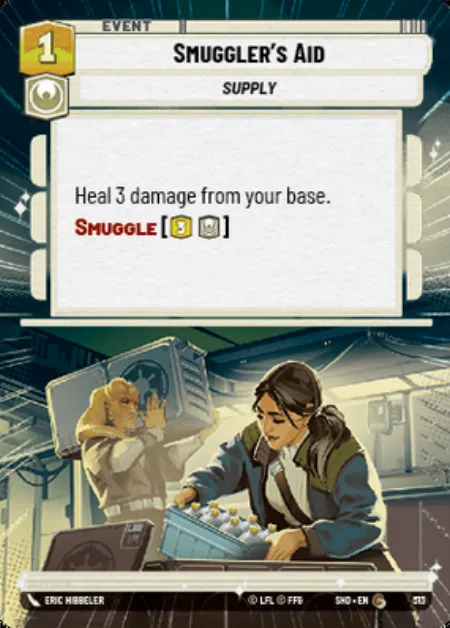 EVENT
1
SMUGGLER'S AID
SUPPLY
Heal 3 damage from your base.
SMUGGLE [3]
ERIC HIBBELER
© LFL © FFG
SHD • EN
513